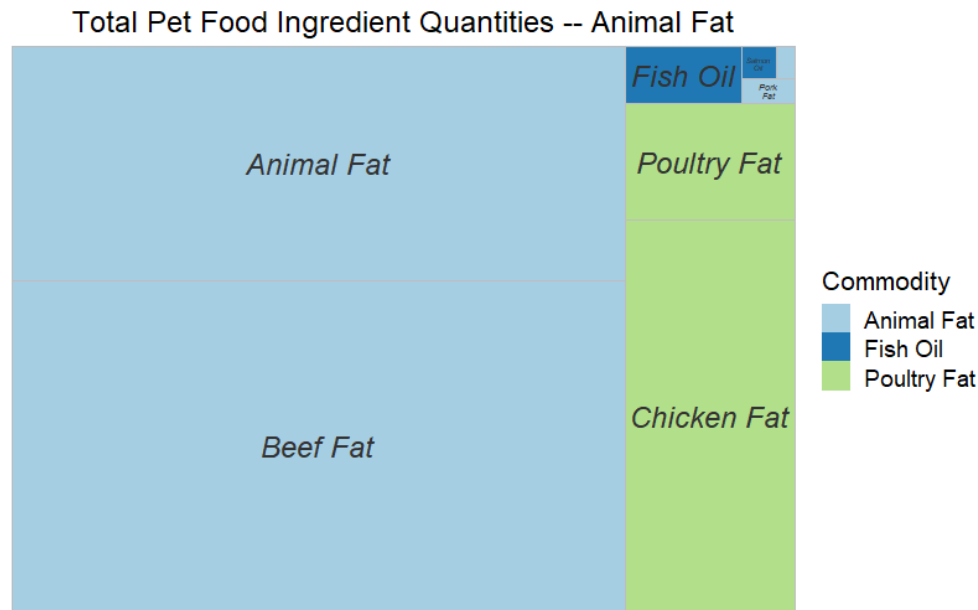 Total Pet Food Ingredient Quantities -- Animal Fat
Animal Fat
Beef Fat
Fish Oil
Salmon
Oil
Pork
Fat
Poultry Fat
Chicken Fat
Commodity
Animal Fat
Fish Oil
Poultry Fat